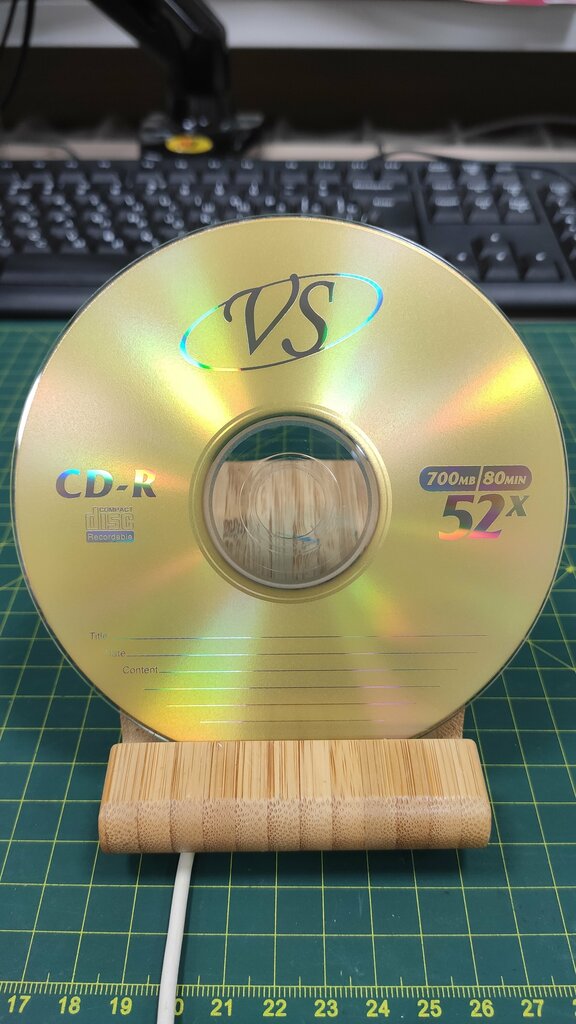 VS
CD-R
COMPACT
disc
Recordable
700MB 80MIN
52X
Title
Date
Content
17 18 19 20 21 22 23 24 25 26 27